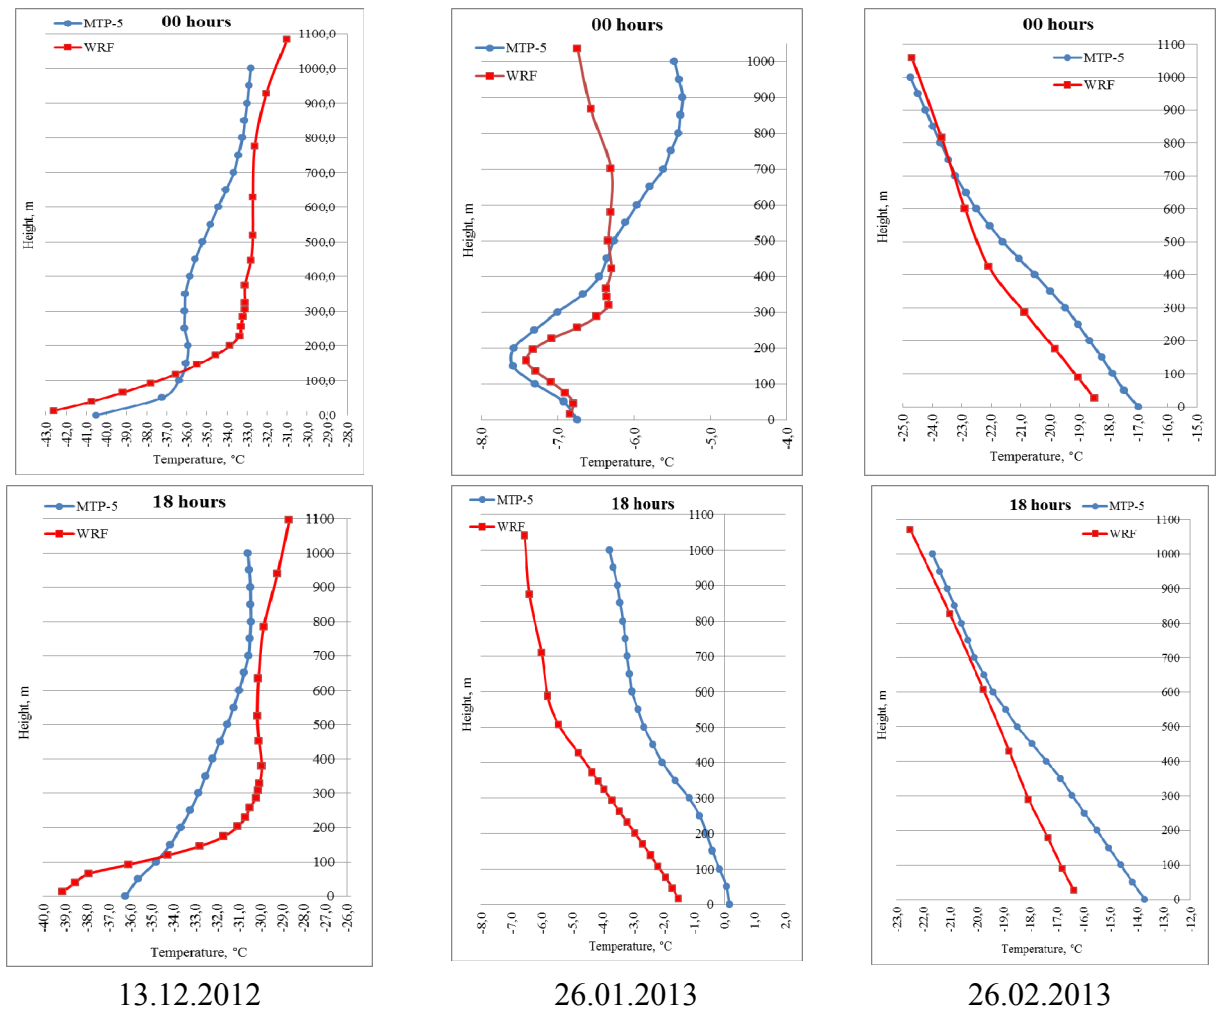 00 hours
MTP-5
WRF
1100,0
1000,0
900,0
800,0
700,0
600,0
500,0
400,0
300,0
200,0
100,0
0,0
Height, m
-43,0 -42,0 -41,0 -40,0 -39,0 -38,0 -37,0 -36,0 -35,0 -34,0 -33,0 -32,0 -31,0 -30,0 -29,0 -28,0
Temperature, °C
00 hours
MTP-5
WRF
1000
900
800
700
600
500
400
300
200
100
0
Height, m
-8,0 -7,0 -6,0 -5,0 -4,0
Temperature, °C
00 hours
MTP-5
WRF
1100
1000
900
800
700
600
500
400
300
200
100
0
Height, m
-25,0 -24,0 -23,0 -22,0 -21,0 -20,0 -19,0 -18,0 -17,0 -16,0 -15,0
Temperature, °C
18 hours
MTP-5
WRF
1100
1000
900
800
700
600
500
400
300
200
100
0
Height, m
-40,0 -39,0 -38,0 -37,0 -36,0 -35,0 -34,0 -33,0 -32,0 -31,0 -30,0 -29,0 -28,0 -27,0 -26,0
Temperature, °C
18 hours
MTP-5
WRF
1100
1000
900
800
700
600
500
400
300
200
100
0
Height, m
-8,0 -7,0 -6,0 -5,0 -4,0 -3,0 -2,0 -1,0 0,0 1,0 2,0
Temperature, °C
18 hours
MTP-5
WRF
1100
1000
900
800
700
600
500
400
300
200
100
0
Height, m
-23,0 -22,0 -21,0 -20,0 -19,0 -18,0 -17,0 -16,0 -15,0 -14,0 -13,0 -12,0
Temperature, °C
13.12.2012
26.01.2013
26.02.2013